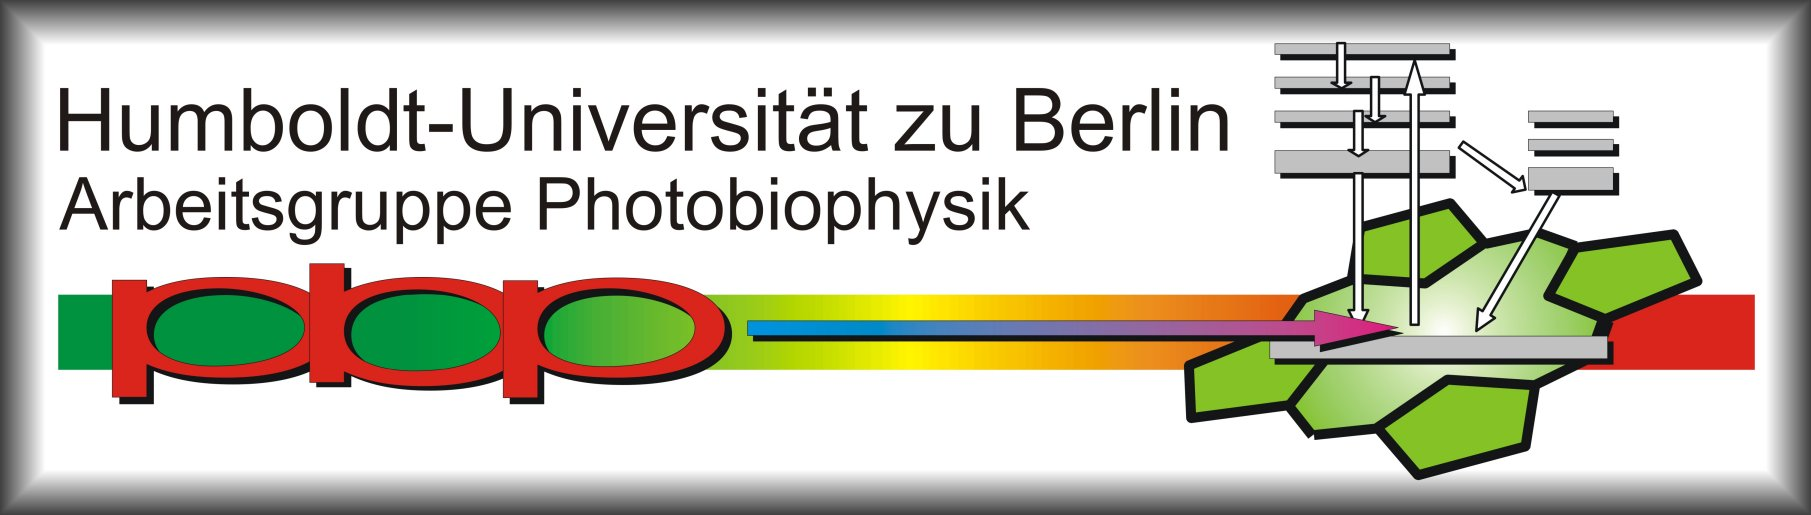 Humboldt-Universität zu Berlin
Arbeitsgruppe Photobiophysik
pbp